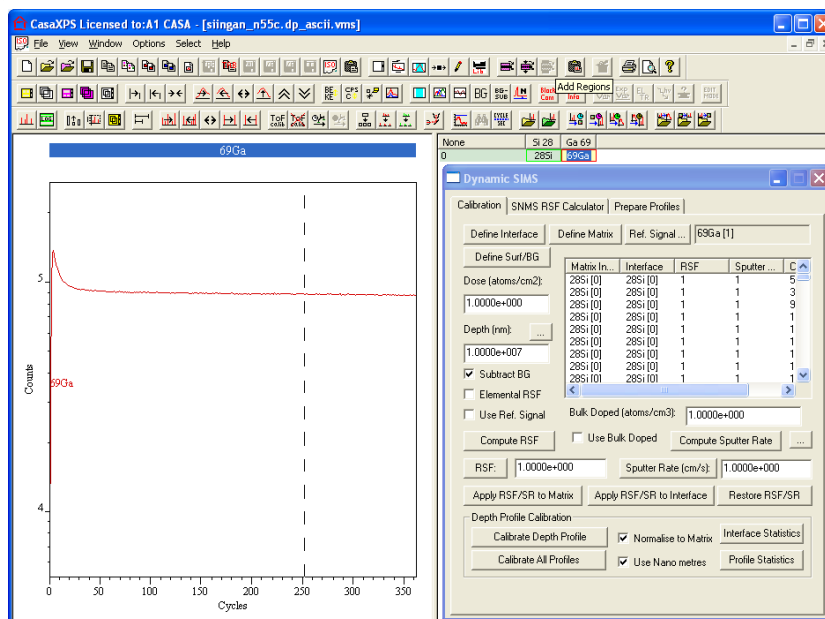 CasaXPS Licensed to:A1 CASA - [siingan_n55c.dp_ascii.vms]
File View Window Options Select Help
Add Regions
69Ga
None Si 28 Ga 69
0 28Si 69Ga
Dynamic SIMS
Calibration SNMS RSF Calculator Prepare Profiles
Define Interface Define Matrix Ref. Signal ... 69Ga [1]
Define Surf/BG
Matrix In... Interface RSF Sputter ... C
28Si [0] 28Si [0] 1 1 5
28Si [0] 28Si [0] 1 1 3
28Si [0] 28Si [0] 1 1 9
28Si [0] 28Si [0] 1 1 1
28Si [0] 28Si [0] 1 1 1
28Si [0] 28Si [0] 1 1 1
28Si [0] 28Si [0] 1 1 1
28Si [0] 28Si [0] 1 1 1
28Si [0] 28Si [0] 1 1 1
Dose (atoms/cm2):
1.0000e+000
Depth (nm): ...
1.0000e+007
Subtract BG
Elemental RSF
Use Ref. Signal
Bulk Doped (atoms/cm3): 1.0000e+000
Compute RSF Use Bulk Doped Compute Sputter Rate ...
RSF: 1.0000e+000 Sputter Rate (cm/s): 1.0000e+000
Apply RSF/SR to Matrix Apply RSF/SR to Interface Restore RSF/SR
Depth Profile Calibration
Calibrate Depth Profile Normalise to Matrix Interface Statistics
Calibrate All Profiles Use Nano metres Profile Statistics
5
Counts
69Ga
4
0 50 100 150 200 250 300 350
Cycles